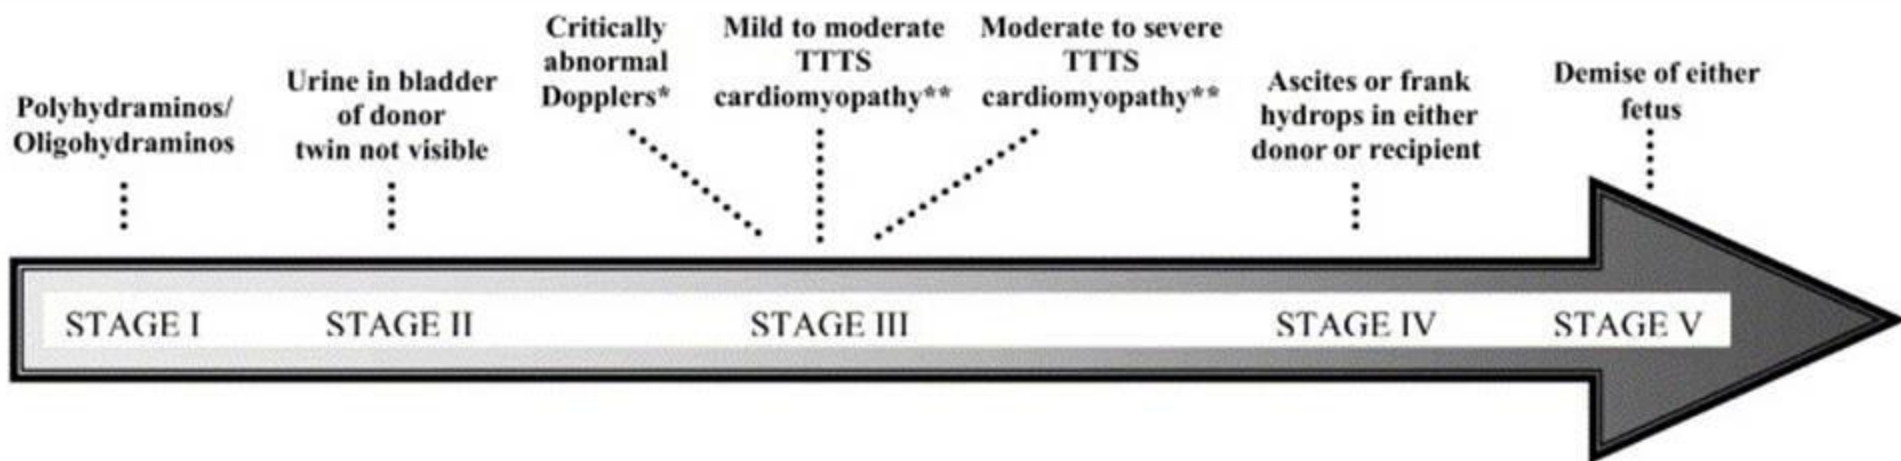 Polyhydraminos/
Oligohydraminos
Urine in bladder
of donor
twin not visible
Critically
abnormal
Dopplers*
Mild to moderate
TTTS
cardiomyopathy**
Moderate to severe
TTTS
cardiomyopathy**
Ascites or frank
hydrops in either
donor or recipient
Demise of either
fetus
STAGE I
STAGE II
STAGE III
STAGE IV
STAGE V